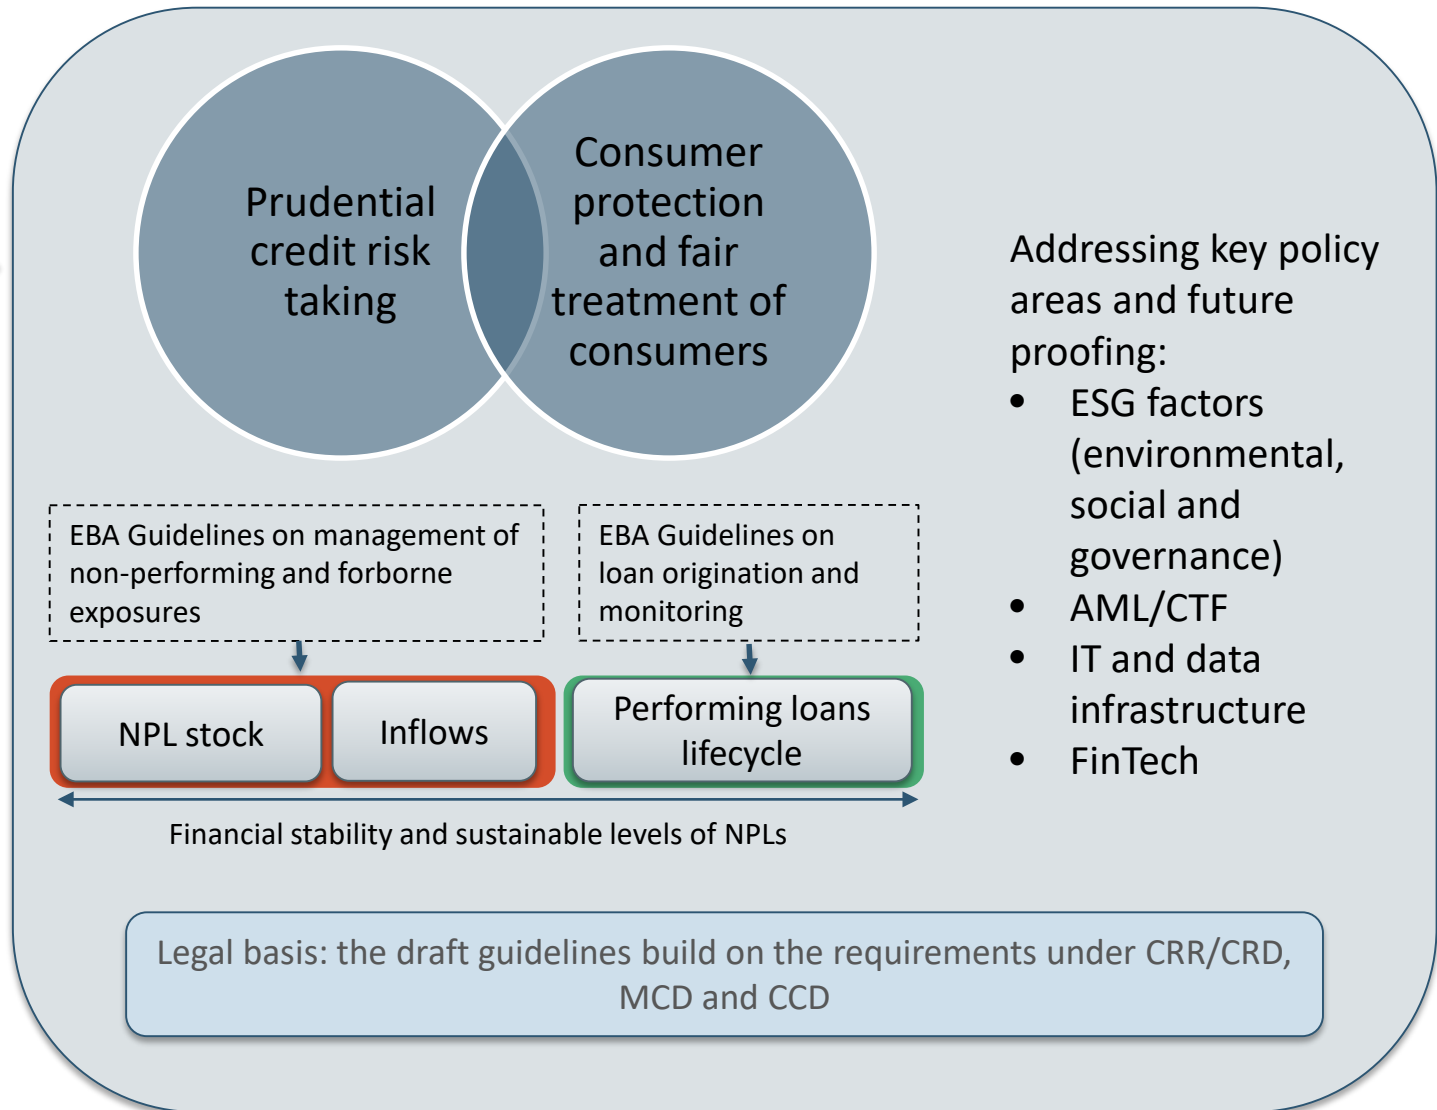 Prudential
credit risk
taking
Consumer
protection
and fair
treatment of
consumers
Addressing key policy
areas and future
proofing:
• ESG factors
(environmental,
social and
governance)
• AML/CTF
• IT and data
infrastructure
• FinTech
EBA Guidelines on management of
non-performing and forborne
exposures
EBA Guidelines on
loan origination and
monitoring
NPL stock
Inflows
Performing loans
lifecycle
Financial stability and sustainable levels of NPLs
Legal basis: the draft guidelines build on the requirements under CRR/CRD,
MCD and CCD